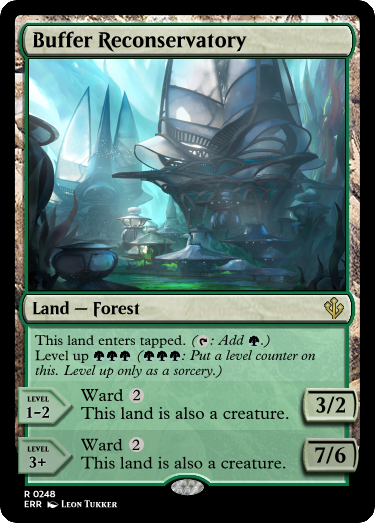 Buffer Reconservatory
Land — Forest
This land enters tapped. (: Add .)
Level up (: Put a level counter on
this. Level up only as a sorcery.)
LEVEL
1-2
Ward 2
This land is also a creature.
3/2
LEVEL
3+
Ward 2
This land is also a creature.
7/6
R 0248
ERR Leon Tukker